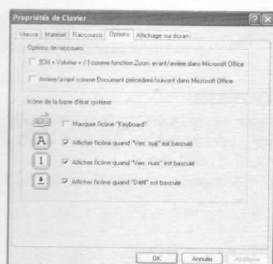 Propriétés de Clavier
Vitesse Matériel Raccourcis Options Affichage sur écran
Options de raccourcis
[Ctrl + Volume + / -] comme fonction Zoom avant/arrière dans Microsoft Office
Arrière/avant comme Document précédent/suivant dans Microsoft Office
Icône de la barre d'état système
Masquer l'icône "Keyboard"
A
Afficher l'icône quand "Verr. maj" est basculé
1
Afficher l'icône quand "Verr. num" est basculé
Afficher l'icône quand "Défil" est basculé
OK Annuler Appliquer